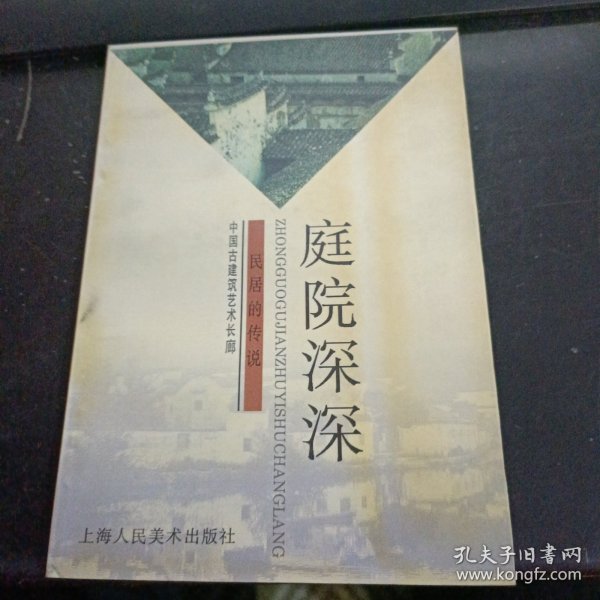 庭院深深
ZHONGGUOGUJIANZHUYISHUCHANGLANG
民居的传说
中国古建筑艺术长廊
上海人民美术出版社
孔夫子旧书网
www.kongfz.com